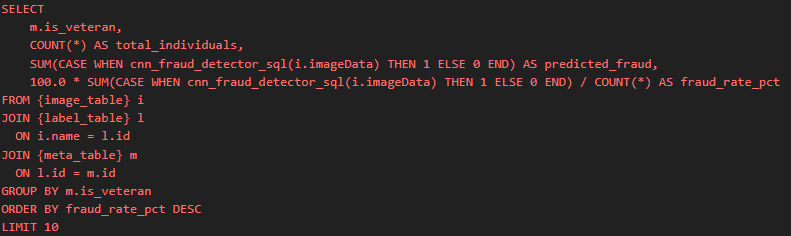 SELECT
    m.is_veteran,
    COUNT(*) AS total_individuals,
    SUM(CASE WHEN cnn_fraud_detector_sql(i.imageData) THEN 1 ELSE 0 END) AS predicted_fraud,
    100.0 * SUM(CASE WHEN cnn_fraud_detector_sql(i.imageData) THEN 1 ELSE 0 END) / COUNT(*) AS fraud_rate_pct
FROM {image_table} i
JOIN {label_table} l
  ON i.name = l.id
JOIN {meta_table} m
  ON l.id = m.id
GROUP BY m.is_veteran
ORDER BY fraud_rate_pct DESC
LIMIT 10